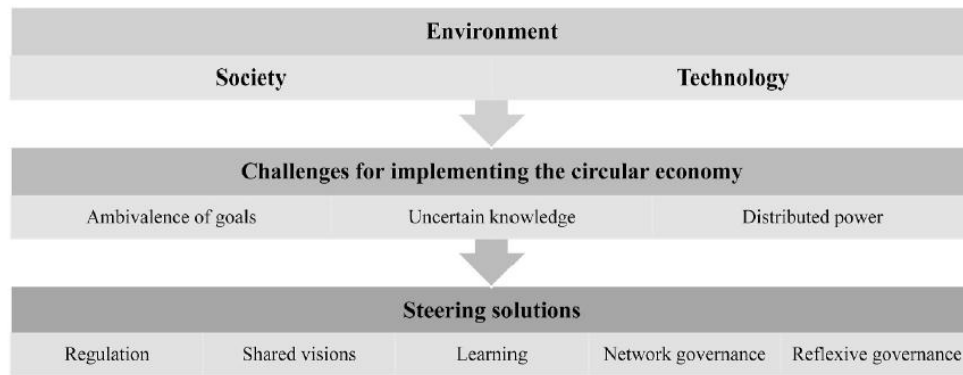 Environment
Society Technology
Challenges for implementing the circular economy
Ambivalence of goals Uncertain knowledge Distributed power
Steering solutions
Regulation Shared visions Learning Network governance Reflexive governance